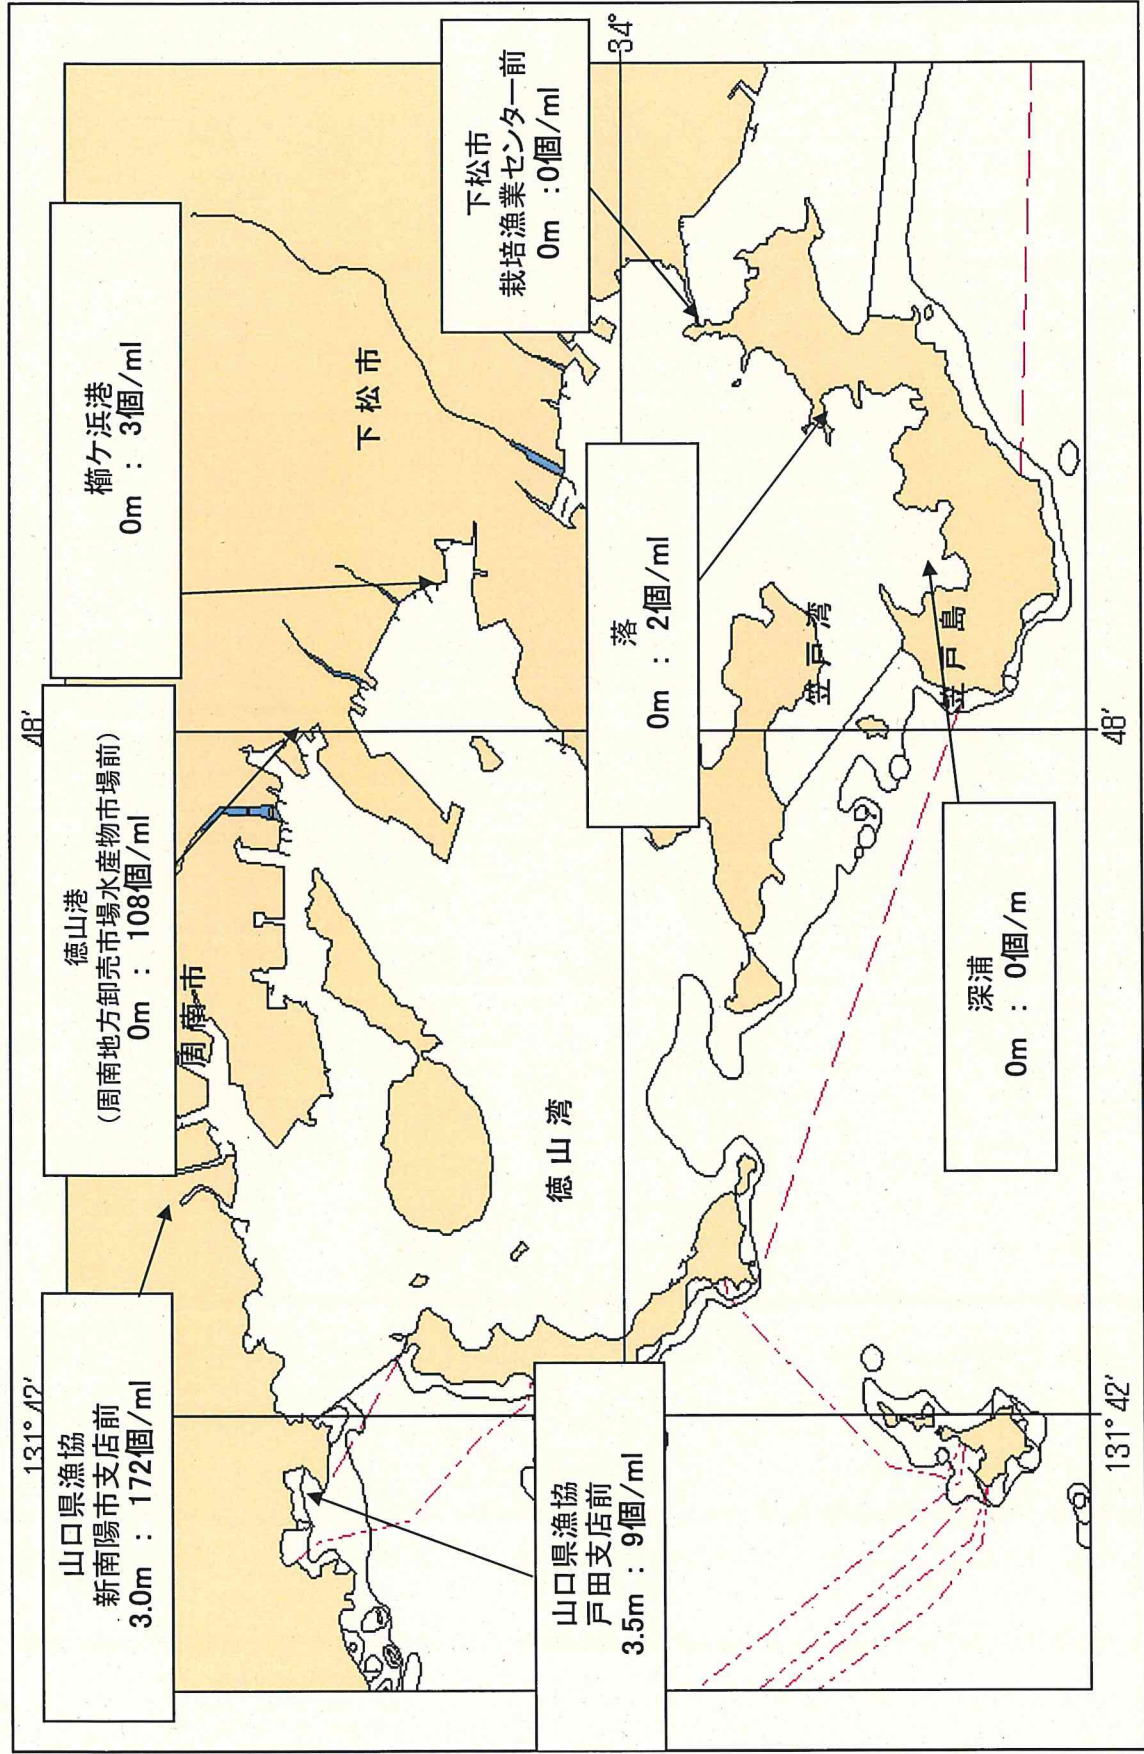 131° 42′
48′
34°
山口県漁協
新南陽市支店前
3.0m : 172個/ml
徳山港
(周南地方卸売市場水産物市場前)
0m : 108個/ml
櫛ケ浜港
0m : 3個/ml
下松市
栽培漁業センター前
0m :0個/ml
周南市
下松市
徳山湾
落
0m : 2個/ml
山口県漁協
戸田支店前
3.5m : 9個/ml
笠戸湾
笠戸島
深浦
0m : 0個/m
131° 42′
48′